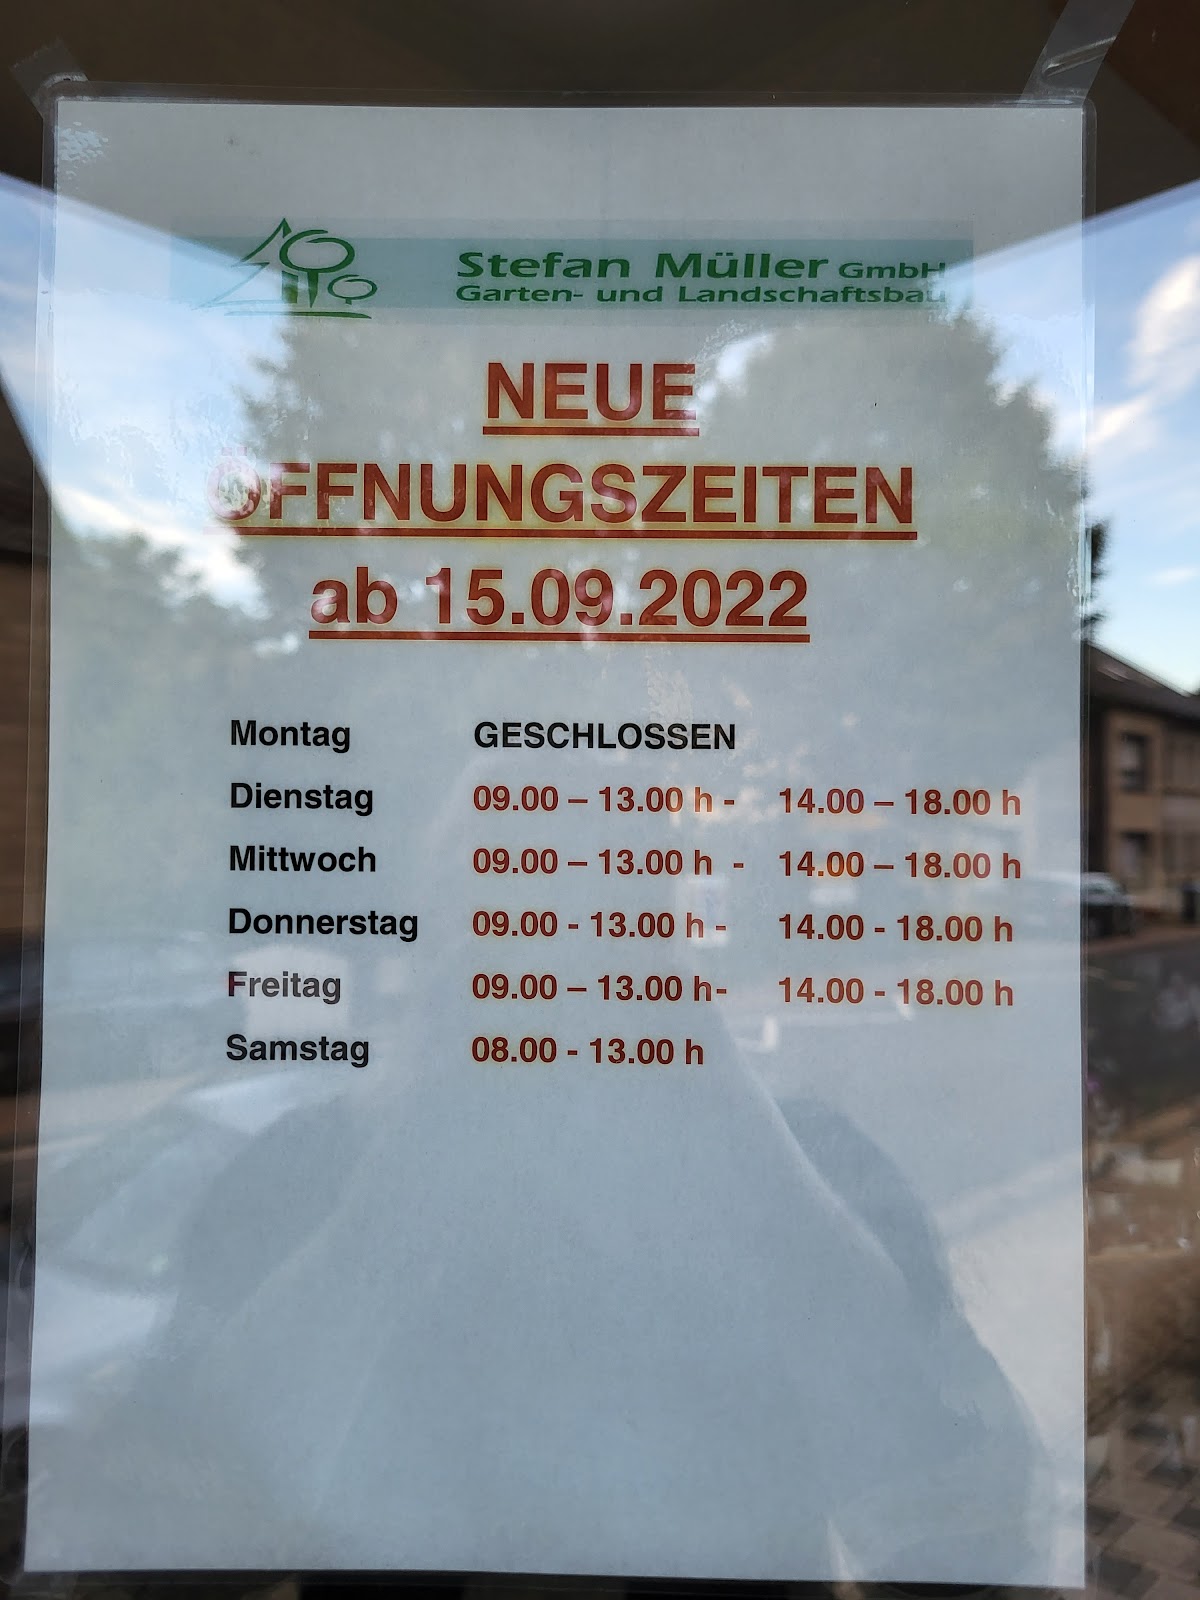 Stefan Müller GmbH
Garten- und Landschaftsbau
NEUE
ÖFFNUNGSZEITEN
ab 15.09.2022
Montag GESCHLOSSEN
Dienstag 09.00 – 13.00 h - 14.00 – 18.00 h
Mittwoch 09.00 – 13.00 h - 14.00 – 18.00 h
Donnerstag 09.00 - 13.00 h - 14.00 - 18.00 h
Freitag 09.00 – 13.00 h- 14.00 - 18.00 h
Samstag 08.00 - 13.00 h